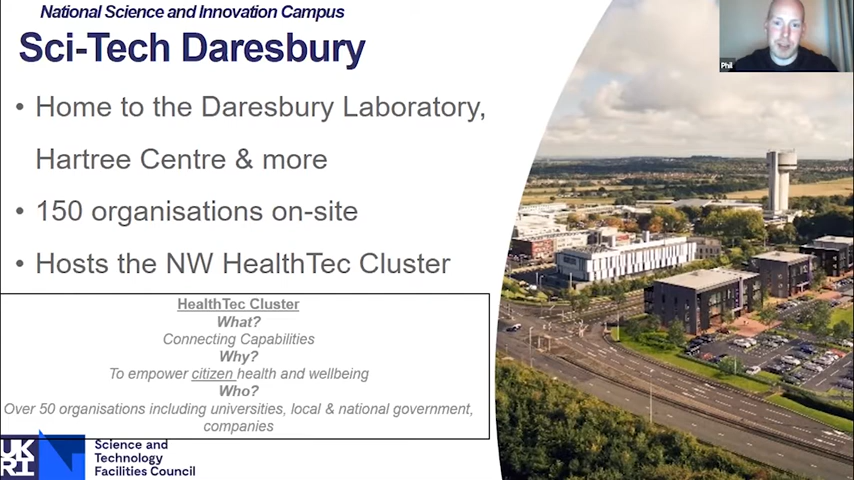 National Science and Innovation Campus
Sci-Tech Daresbury
• Home to the Daresbury Laboratory,
Hartree Centre & more
• 150 organisations on-site
• Hosts the NW HealthTec Cluster
HealthTec Cluster
What?
Connecting Capabilities
Why?
To empower citizen health and wellbeing
Who?
Over 50 organisations including universities, local & national government,
companies
UK
RI
Science and
Technology
Facilities Council
Phil